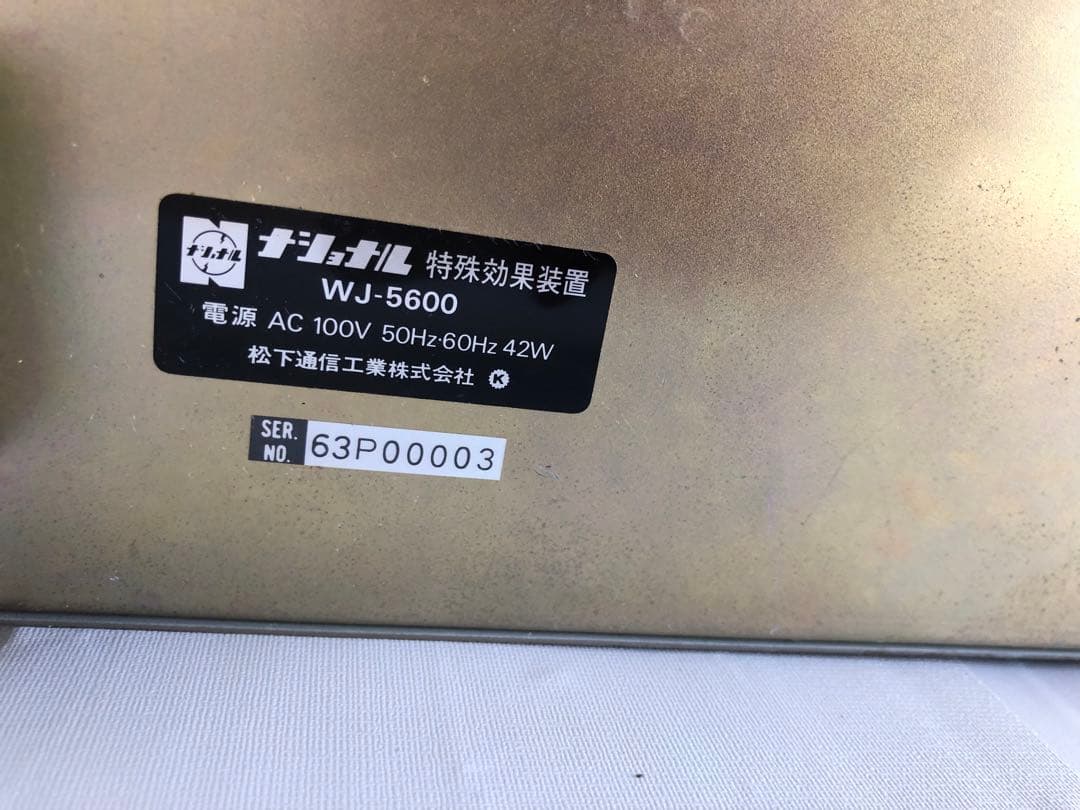 ナショナル
ナショナル 特殊効果装置
WJ-5600
電源 AC 100V 50Hz·60Hz 42W
松下通信工業株式会社 K
SER. NO. 63P00003